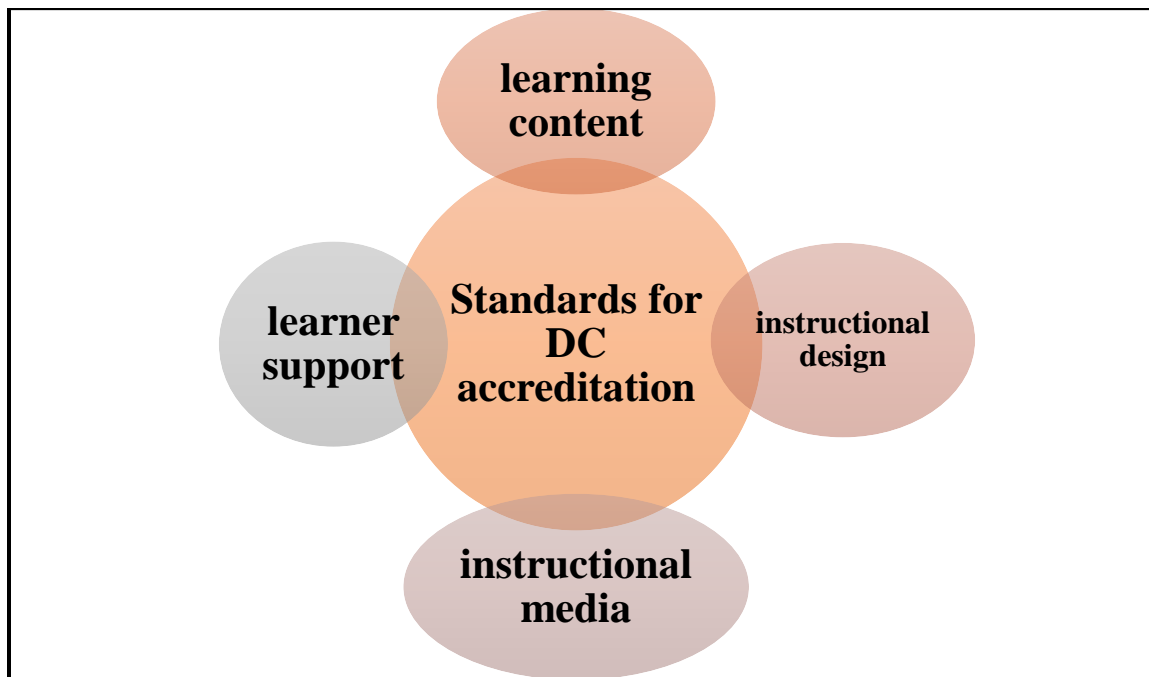 learning
content
Standards for
DC
accreditation
learner
support
instructional
design
instructional
media